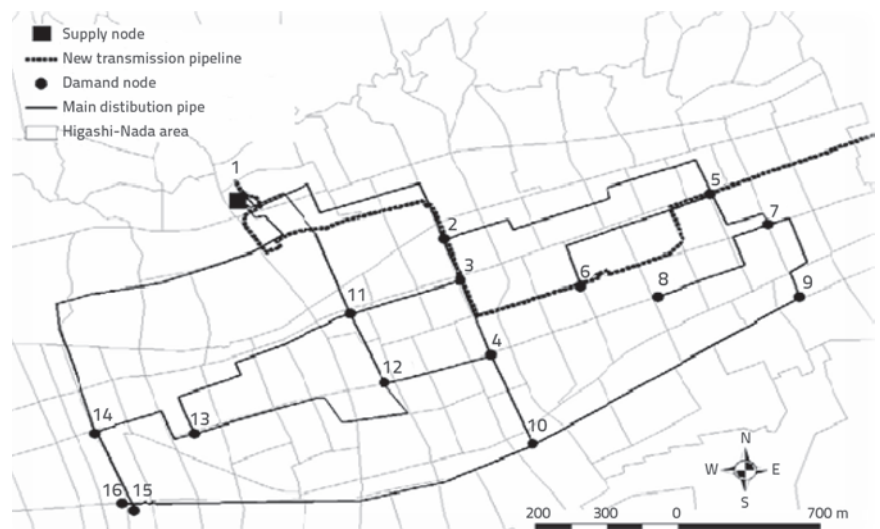 Supply node
New transmission pipeline
Damand node
Main distibution pipe
Higashi-Nada area
1
5
7
2
3
6
8
9
11
4
12
14
13
10
16
15
N
W E
S
200 300 0 700 m